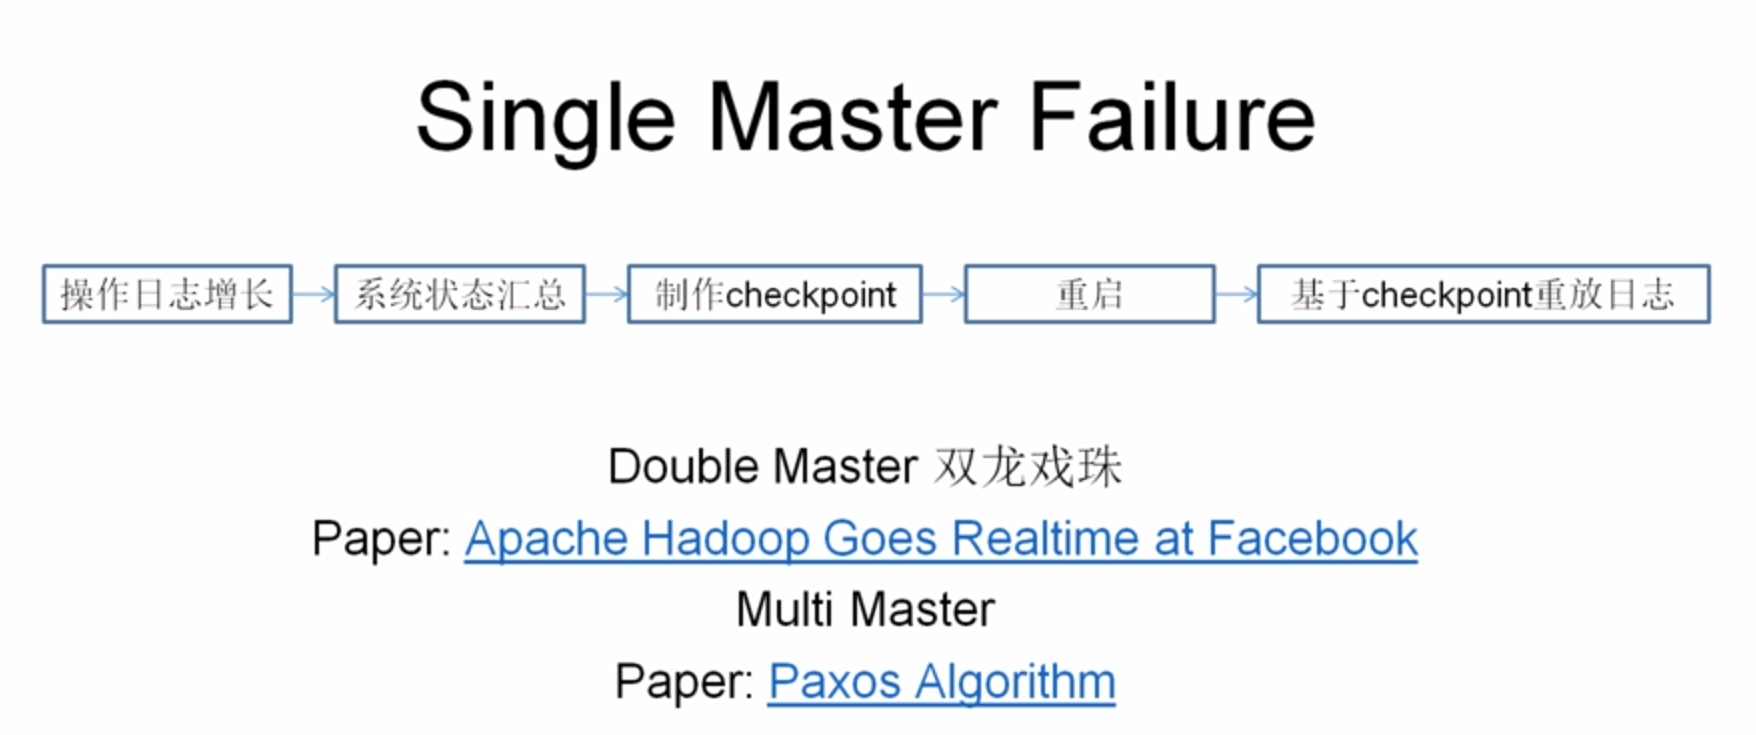 Single Master Failure
操作日志增长
系统状态汇总
制作checkpoint
重启
基于checkpoint重放日志
Double Master 双龙戏珠
Paper: Apache Hadoop Goes Realtime at Facebook
Multi Master
Paper: Paxos Algorithm